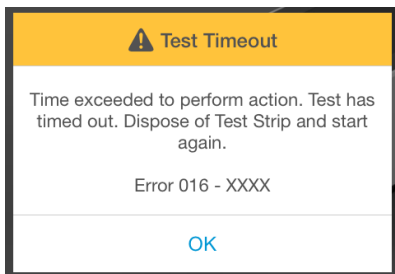 Test Timeout
Time exceeded to perform action. Test has
timed out. Dispose of Test Strip and start
again.
Error 016 - XXXX
OK